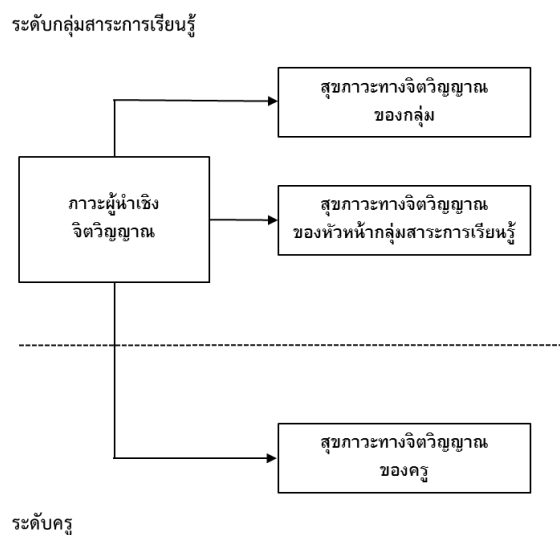 ระดับกลุ่มสาระการเรียนรู้
สุขภาวะทางจิตวิญญาณ
ของกลุ่ม
ภาวะผู้นำเชิง
จิตวิญญาณ
สุขภาวะทางจิตวิญญาณ
ของหัวหน้ากลุ่มสาระการเรียนรู้
สุขภาวะทางจิตวิญญาณ
ของครู
ระดับครู